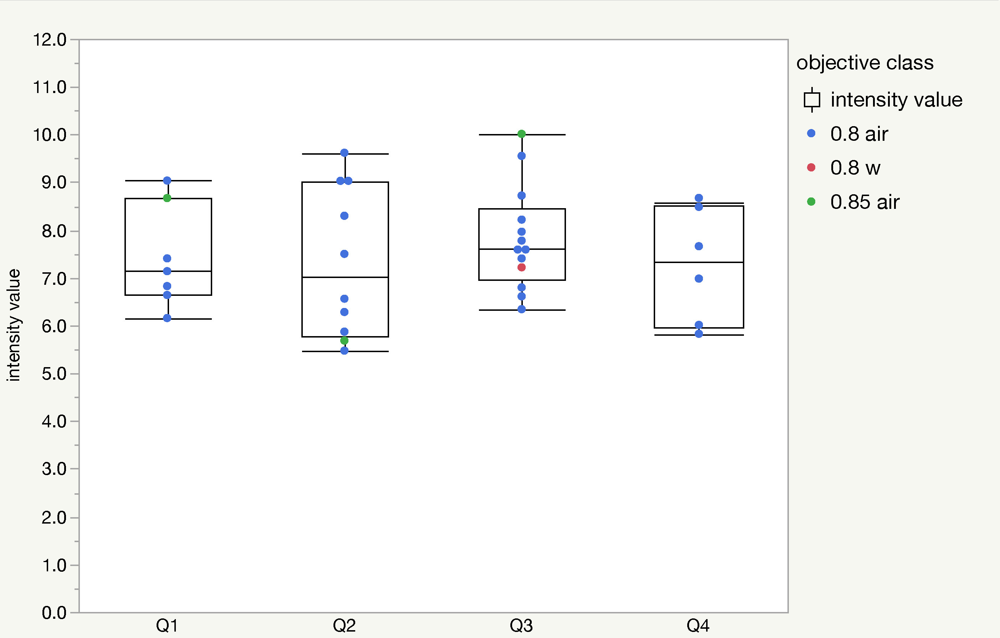 12.0
11.0
10.0
9.0
8.0
7.0
6.0
5.0
4.0
3.0
2.0
1.0
0.0
intensity value
Q1
Q2
Q3
Q4
objective class
intensity value
0.8 air
0.8 w
0.85 air